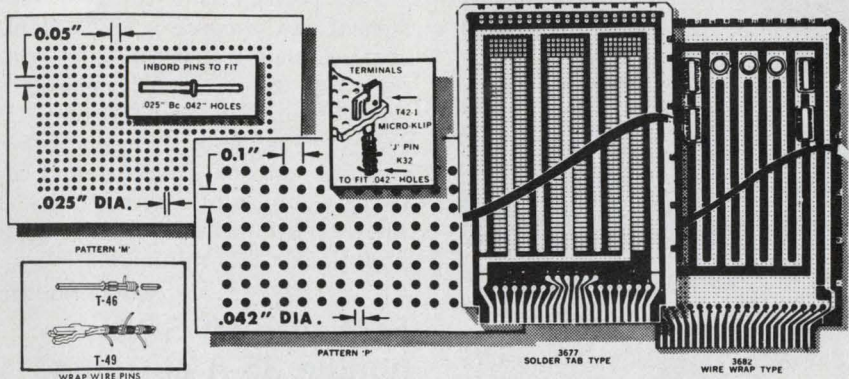 0.05"
INBORD PINS TO FIT
.025" Bc .042" HOLES
.025" DIA.
PATTERN 'M'
T-46
T-49
WRAP WIRE PINS
TERMINALS
T42-1
MICRO-KLIP
'J' PIN
K32
TO FIT .042" HOLES
0.1"
.042" DIA.
PATTERN 'P'
3677
SOLDER TAB TYPE
3682
WIRE WRAP TYPE